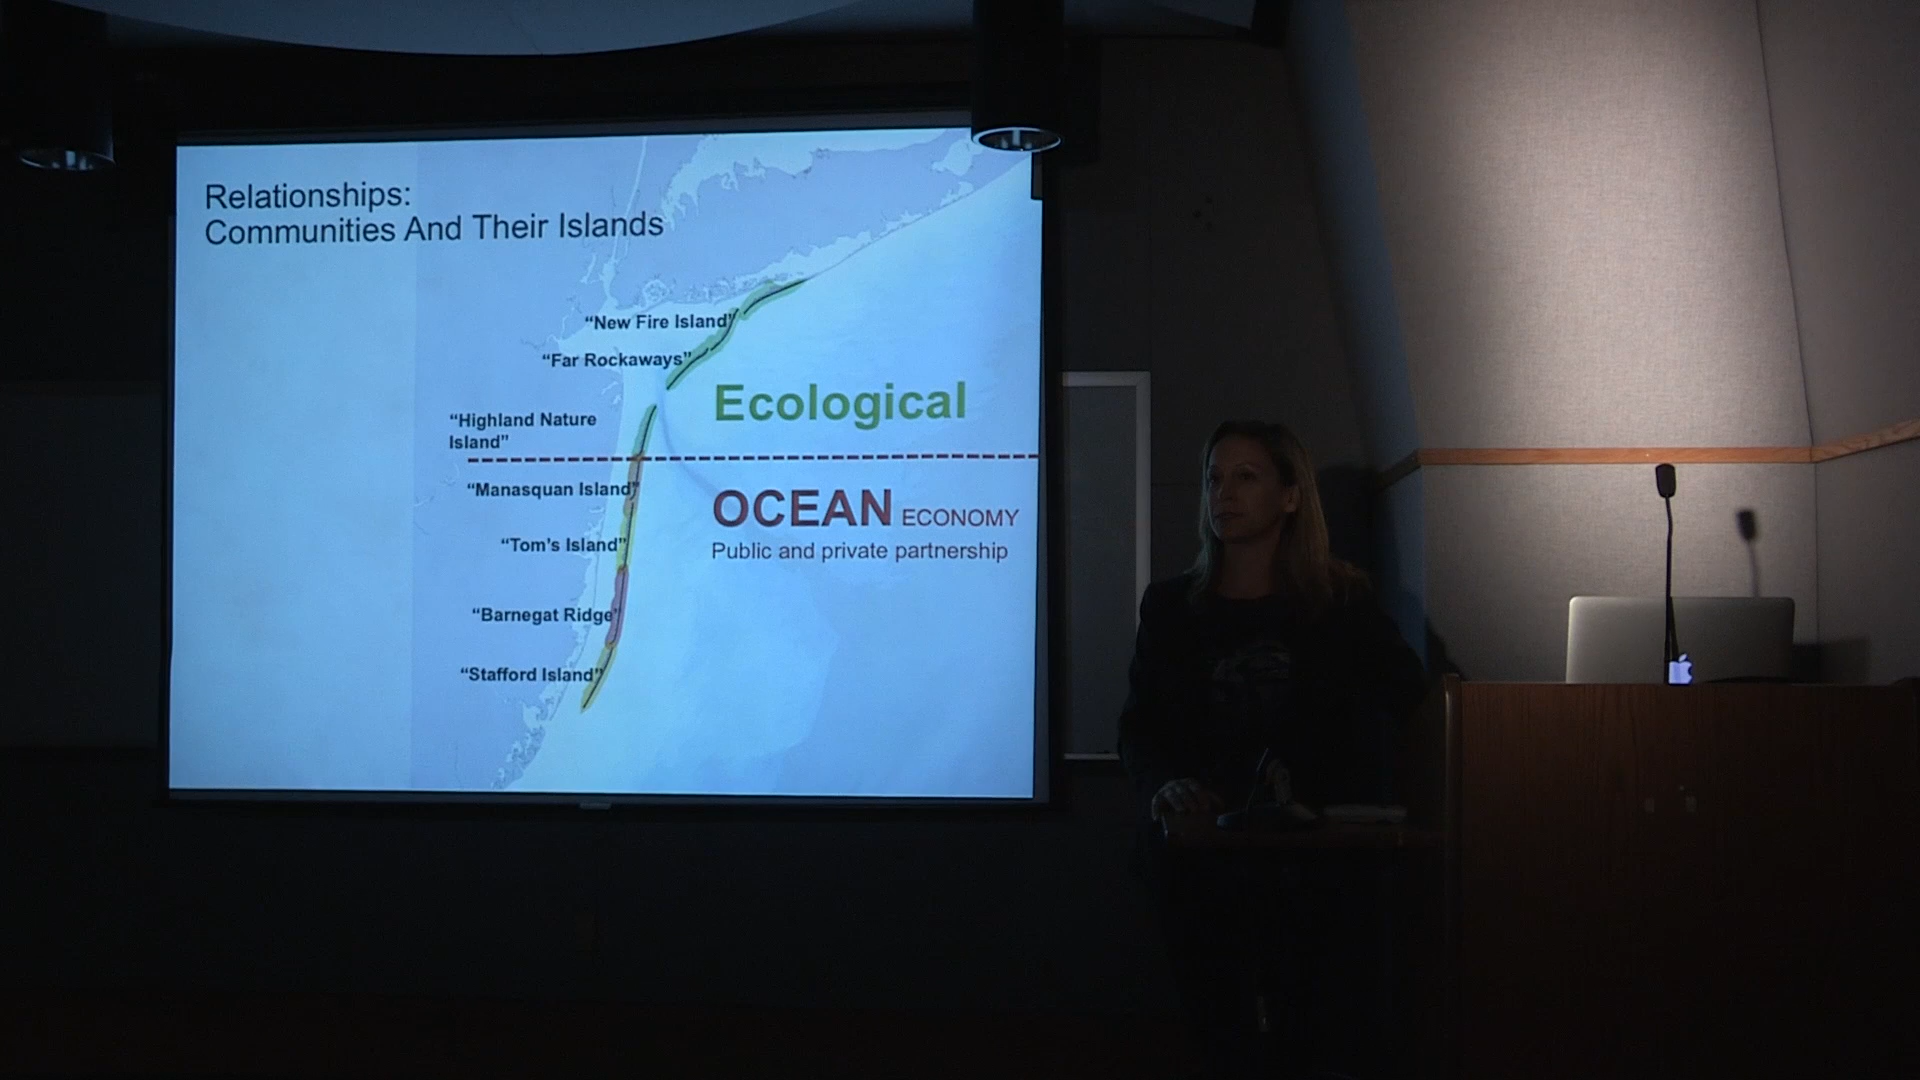 Relationships:
Communities And Their Islands
“New Fire Island”
“Far Rockaways”
Ecological
“Highland Nature
Island”
“Manasquan Island”
OCEAN ECONOMY
“Tom’s Island”
Public and private partnership
“Barnegat Ridge”
“Stafford Island”